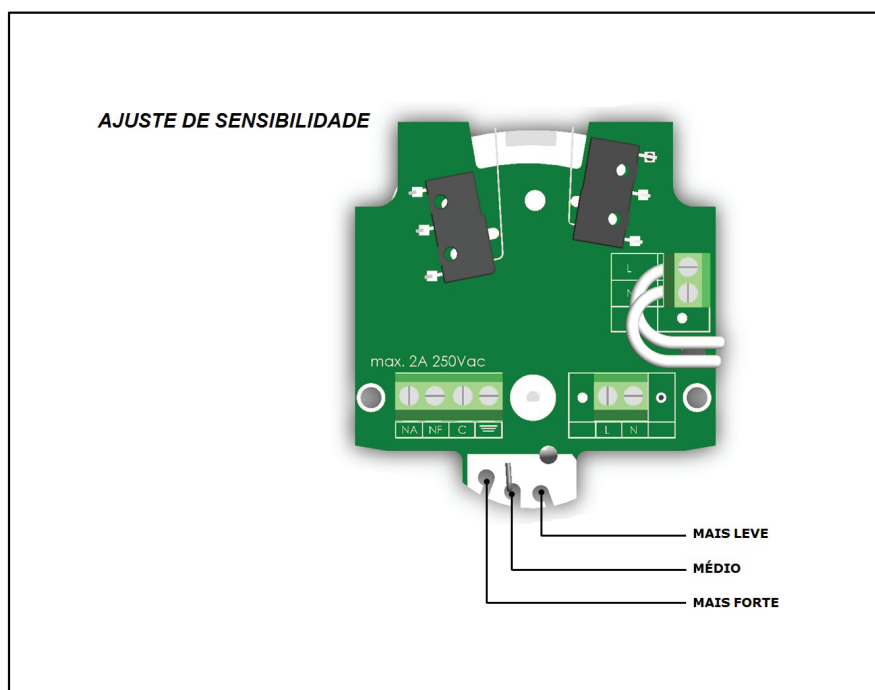 AJUSTE DE SENSIBILIDADE
L
N
max. 2A 250Vac
NA NF C
L N
MAIS LEVE
MÉDIO
MAIS FORTE